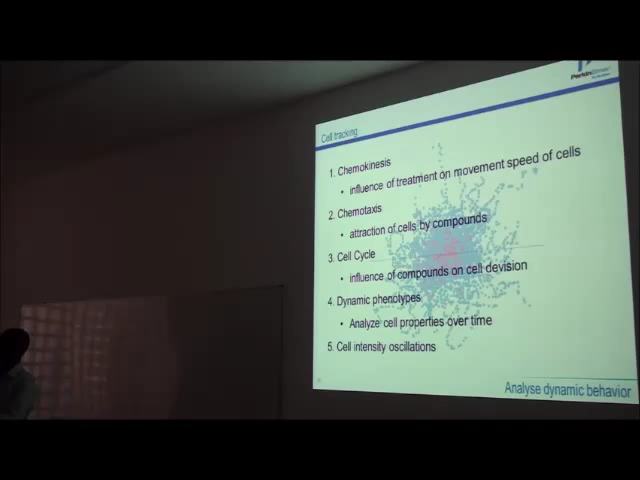 PerkinElmer
Cell tracking
1. Chemokinesis
• influence of treatment on movement speed of cells
2. Chemotaxis
• attraction of cells by compounds
3. Cell Cycle
• influence of compounds on cell devision
4. Dynamic phenotypes
• Analyze cell properties over time
5. Cell intensity oscillations
Analyse dynamic behavior